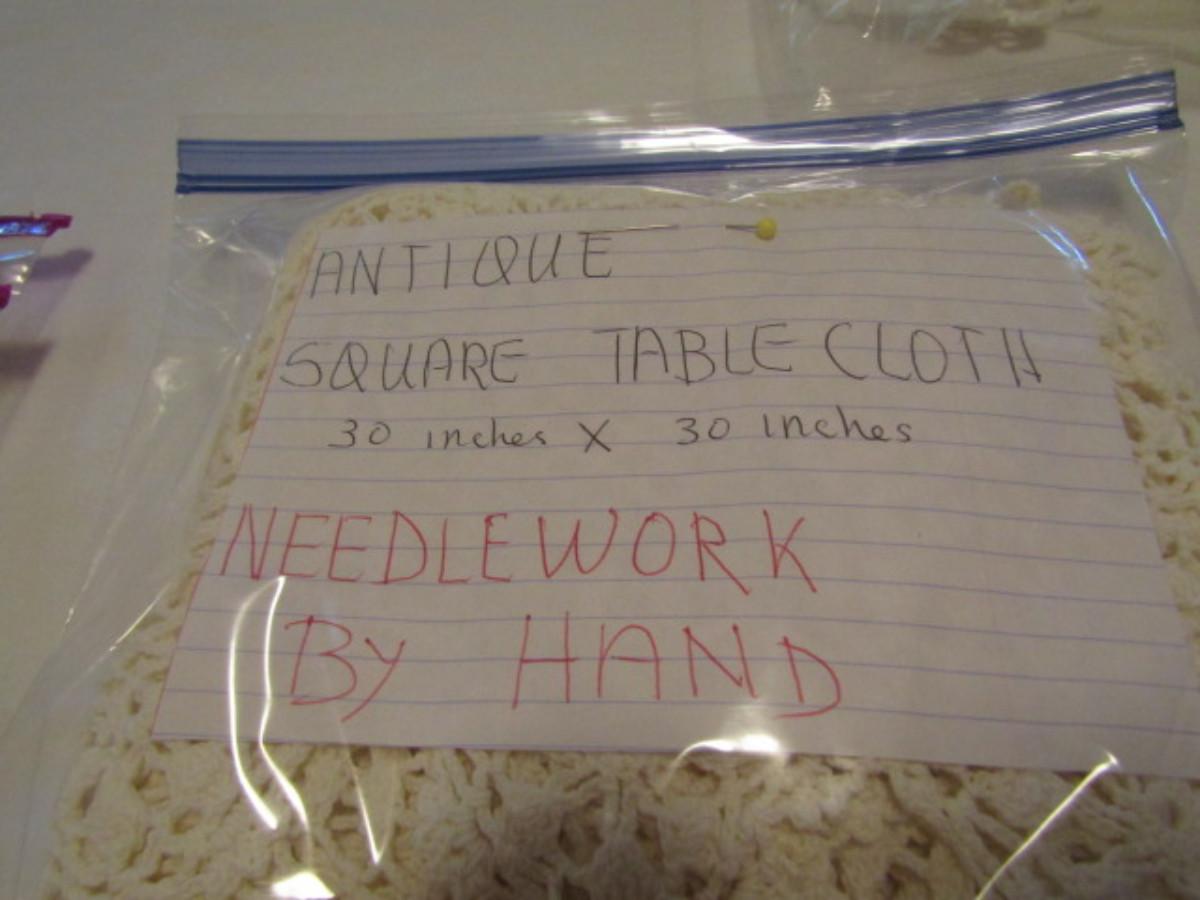 ANTIQUE
SQUARE TABLE CLOTH
30 inches X 30 inches
NEEDLEWORK
By HAND